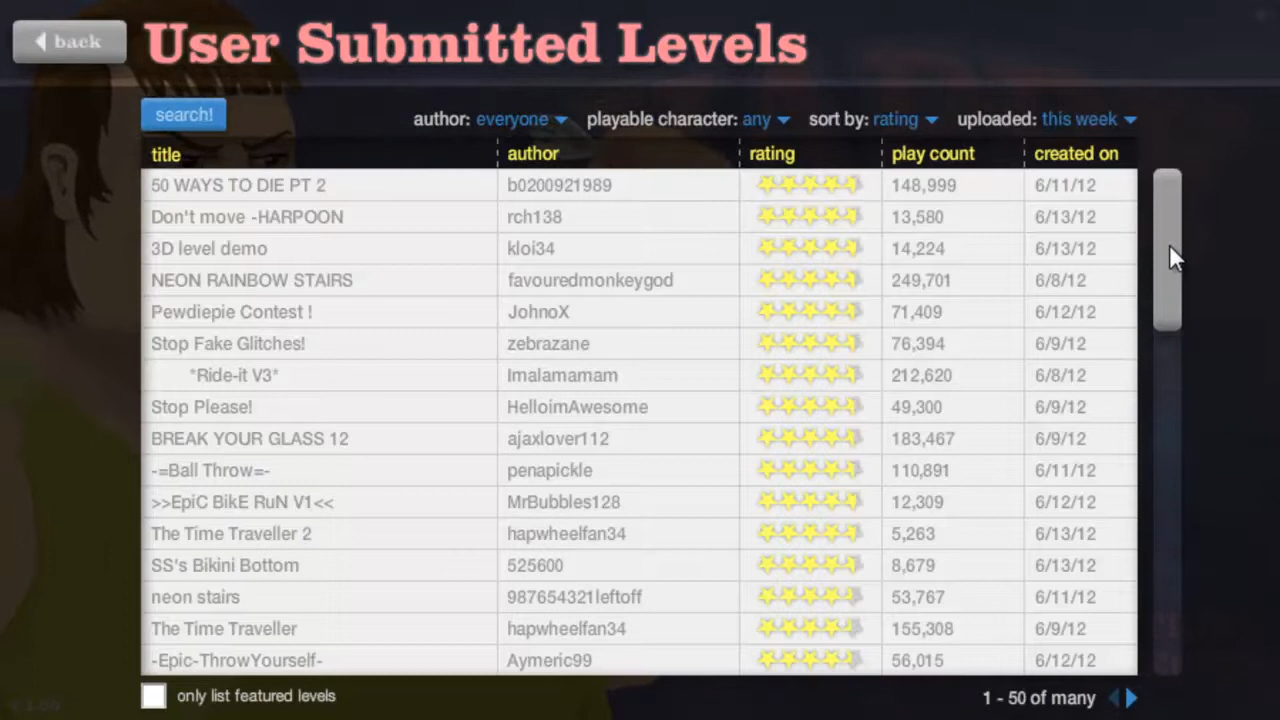 back
User Submitted Levels
search!
author: everyone playable character: any sort by: rating uploaded: this week
title author rating play count created on
50 WAYS TO DIE PT 2 b0200921989 148,999 6/11/12
Don't move -HARPOON rch138 13,580 6/13/12
3D level demo kloi34 14,224 6/13/12
NEON RAINBOW STAIRS favouredmonkeygod 249,701 6/8/12
Pewdiepie Contest ! JohnoX 71,409 6/12/12
Stop Fake Glitches! zebrazane 76,394 6/9/12
*Ride-it V3* Imalamamam 212,620 6/8/12
Stop Please! HelloimAwesome 49,300 6/9/12
BREAK YOUR GLASS 12 ajaxlover112 183,467 6/9/12
-=Ball Throw=- penapickle 110,891 6/11/12
>>EpiC BikE RuN V1<< MrBubbles128 12,309 6/12/12
The Time Traveller 2 hapwheelfan34 5,263 6/13/12
SS's Bikini Bottom 525600 8,679 6/13/12
neon stairs 987654321leftoff 53,767 6/11/12
The Time Traveller hapwheelfan34 155,308 6/9/12
-Epic-ThrowYourself- Aymeric99 56,015 6/12/12
only list featured levels 1 - 50 of many